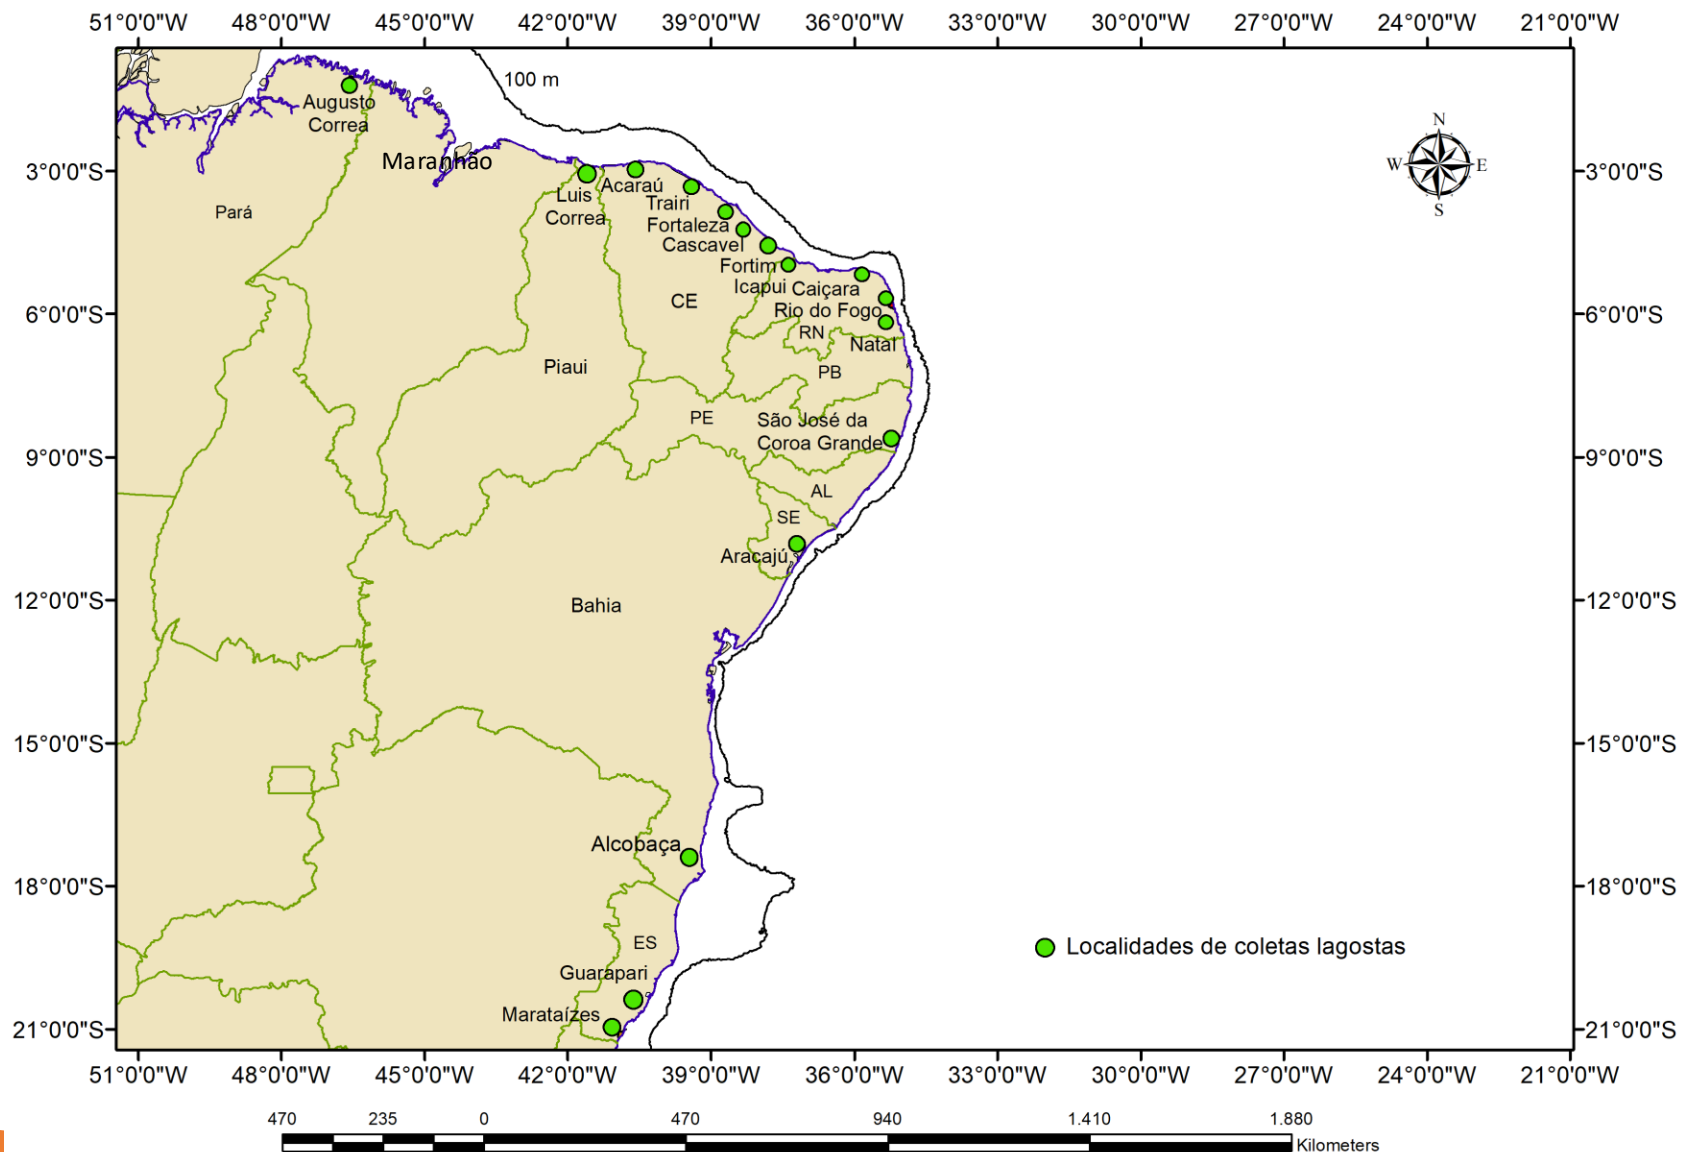 51°0'0"W 48°0'0"W 45°0'0"W 42°0'0"W 39°0'0"W 36°0'0"W 33°0'0"W 30°0'0"W 27°0'0"W 24°0'0"W 21°0'0"W
100 m
Augusto
Correa
N
Maranhão
W E
3°0'0"S 3°0'0"S
S
Luis
Correa
Acaraú
Trairi
Pará
Fortaleza
Cascavel
Fortim
Icapui
Caiçara
CE
Rio do Fogo
6°0'0"S 6°0'0"S
RN
Natal
Piaui
PB
PE
São José da
Coroa Grande
9°0'0"S 9°0'0"S
AL
SE
Aracajú
12°0'0"S 12°0'0"S
Bahia
15°0'0"S 15°0'0"S
Alcobaça
18°0'0"S 18°0'0"S
ES
Localidades de coletas lagostas
Guarapari
Marataízes
21°0'0"S 21°0'0"S
51°0'0"W 48°0'0"W 45°0'0"W 42°0'0"W 39°0'0"W 36°0'0"W 33°0'0"W 30°0'0"W 27°0'0"W 24°0'0"W 21°0'0"W
470 235 0 470 940 1.410 1.880
Kilometers